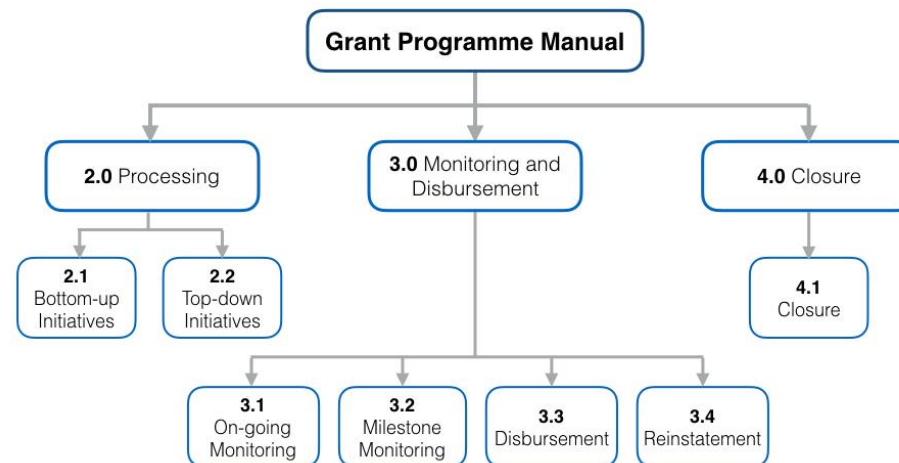 Grant Programme Manual
2.0 Processing
3.0 Monitoring and
Disbursement
4.0 Closure
2.1
Bottom-up
Initiatives
2.2
Top-down
Initiatives
4.1
Closure
3.1
On-going
Monitoring
3.2
Milestone
Monitoring
3.3
Disbursement
3.4
Reinstatement